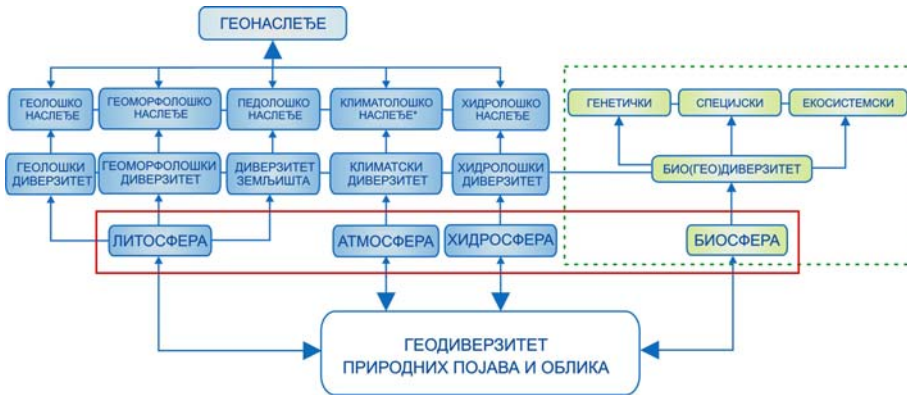 ГЕОНАСЛЕЂЕ
ГЕОЛОШКО
НАСЛЕЂЕ
ГЕОМОРФОЛОШКО
НАСЛЕЂЕ
ПЕДОЛОШКО
НАСЛЕЂЕ
КЛИМАТОЛОШКО
НАСЛЕЂЕ*
ХИДРОЛОШКО
НАСЛЕЂЕ
ГЕНЕТИЧКИ
СПЕЦИЈСКИ
ЕКОСИСТЕМСКИ
ГЕОЛОШКИ
ДИВЕРЗИТЕТ
ГЕОМОРФОЛОШКИ
ДИВЕРЗИТЕТ
ДИВЕРЗИТЕТ
ЗЕМЉИШТА
КЛИМАТСКИ
ДИВЕРЗИТЕТ
ХИДРОЛОШКИ
ДИВЕРЗИТЕТ
БИО(ГЕО)ДИВЕРЗИТЕТ
ЛИТОСФЕРА
АТМОСФЕРА
ХИДРОСФЕРА
БИОСФЕРА
ГЕОДИВЕРЗИТЕТ
ПРИРОДНИХ ПОЈАВА И ОБЛИКА